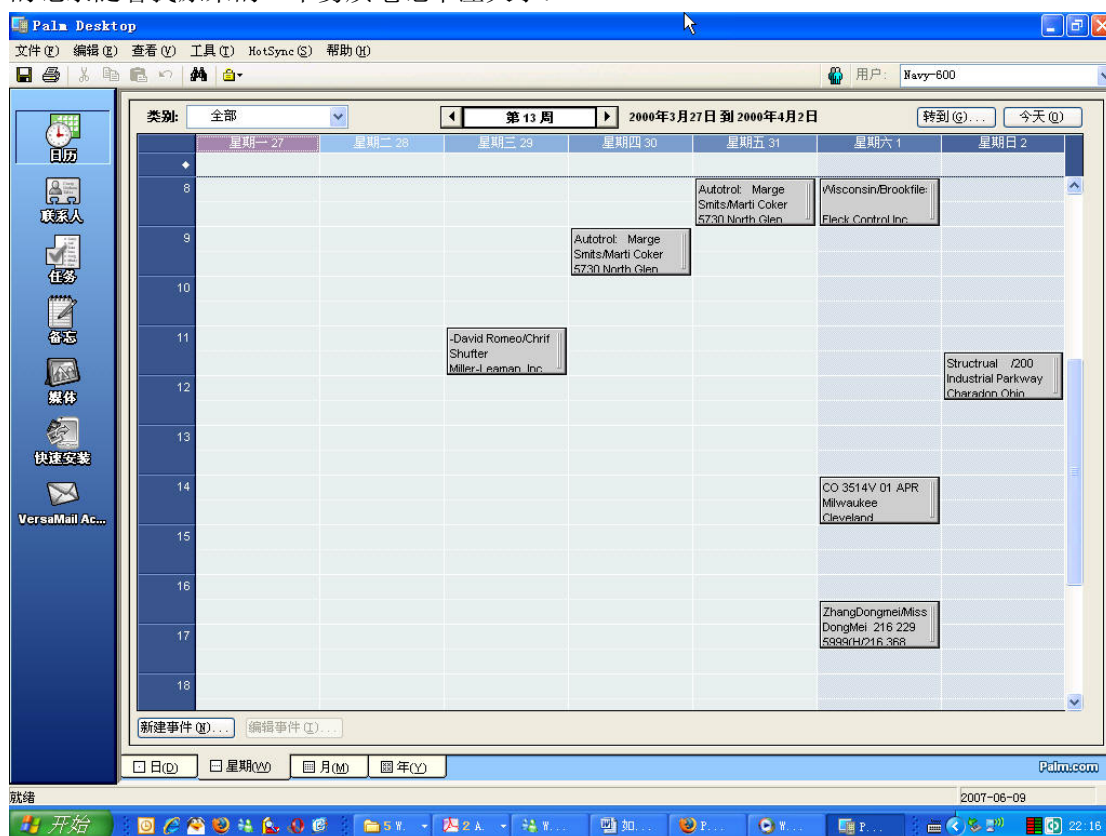 Palm Desktop
文件(F) 编辑(E) 查看(V) 工具(T) HotSync(S) 帮助(H)
用户: Navy-600
日历
联系人
任务
备忘
媒体
快速安装
VersaMail Ac...
类别: 全部 第 13 周 2000年3月27日 到 2000年4月2日 转到(G)... 今天(O)
星期一 27 星期二 28 星期三 29 星期四 30 星期五 31 星期六 1 星期日 2
8
Autotrol: Marge
Smits/Marti Coker
5730 North Glen
Wisconsin/Brookfile:
Fleck Control Inc
9
Autotrol: Marge
Smits/Marti Coker
5730 North Glen
10
11
-David Romeo/Chrif
Shufter
Miller-Leaman, Inc
Structrual /200
Industrial Parkway
Charadon Ohio
12
13
14
CO 3514V 01 APR
Milwaukee
Cleveland
15
16
ZhangDongmei/Miss
DongMei 216 229
5999(H/216 368
17
18
新建事件(N)... 编辑事件(I)...
日(D) 星期(W) 月(M) 年(Y)
Palm.com
就绪 2007-06-09
开始 5 W. 2 A. W... 如... P... W... P... 22:16